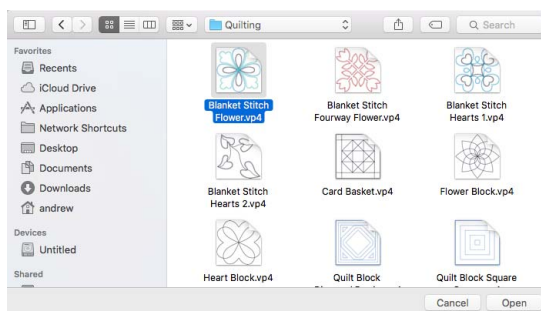 Quilting
Search
Favorites
Recents
iCloud Drive
Applications
Network Shortcuts
Desktop
Documents
Downloads
andrew
Devices
Untitled
Shared
Blanket Stitch
Flower.vp4
Blanket Stitch
Fourway Flower.vp4
Blanket Stitch
Hearts 1.vp4
Blanket Stitch
Hearts 2.vp4
Card Basket.vp4
Flower Block.vp4
Heart Block.vp4
Quilt Block
Quilt Block Square
Cancel
Open